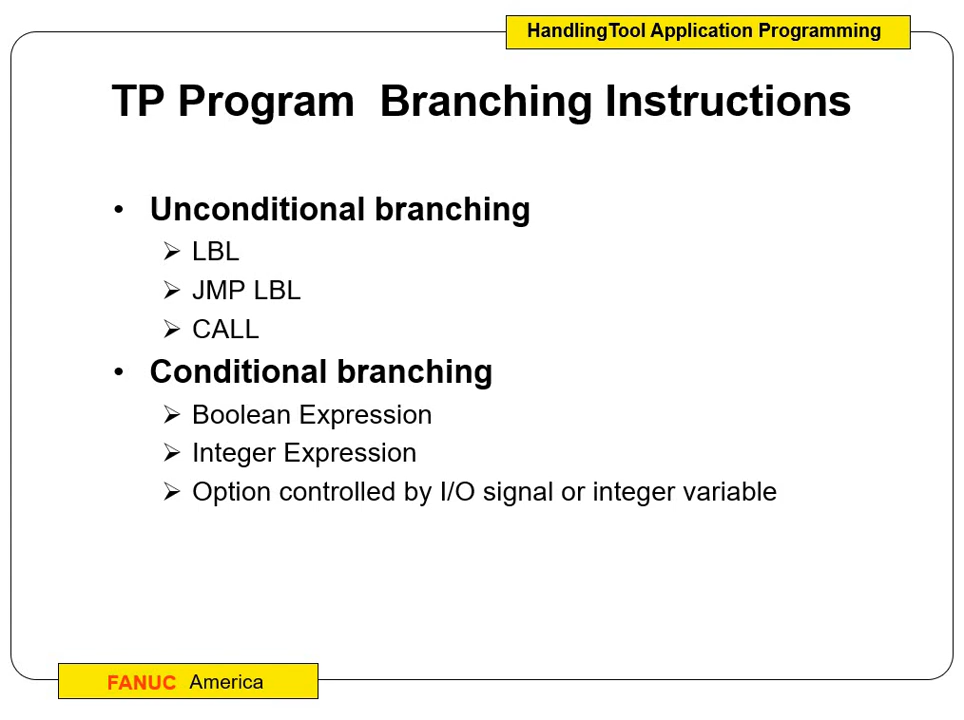 HandlingTool Application Programming
TP Program  Branching Instructions
• Unconditional branching
➢ LBL
➢ JMP LBL
➢ CALL
• Conditional branching
➢ Boolean Expression
➢ Integer Expression
➢ Option controlled by I/O signal or integer variable
FANUC America